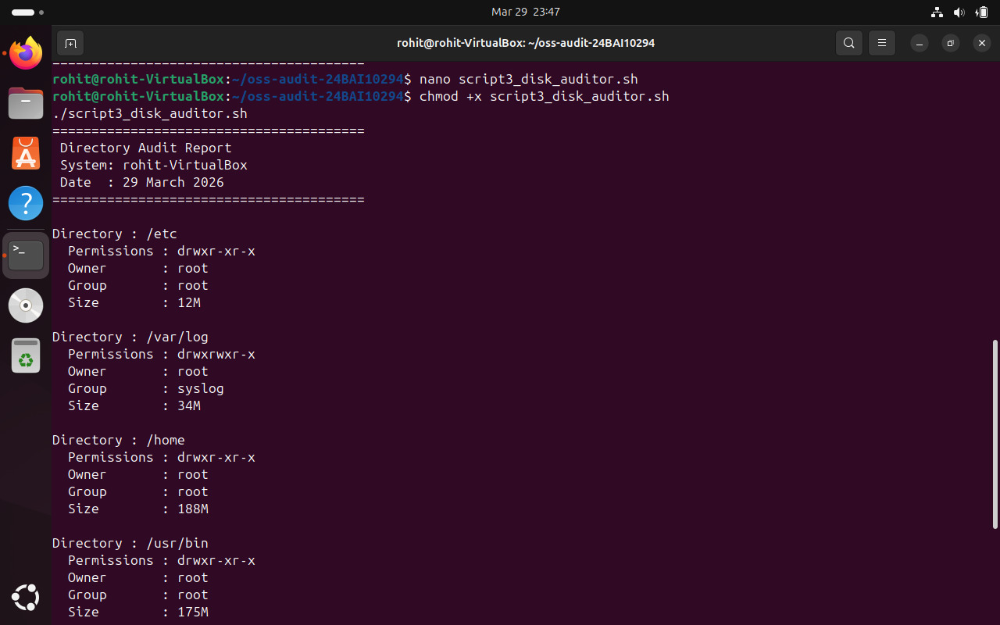 Mar 29 23:47
rohit@rohit-VirtualBox: ~/oss-audit-24BAI10294
========================================
rohit@rohit-VirtualBox:~/oss-audit-24BAI10294$ nano script3_disk_auditor.sh
rohit@rohit-VirtualBox:~/oss-audit-24BAI10294$ chmod +x script3_disk_auditor.sh
./script3_disk_auditor.sh
========================================
 Directory Audit Report
 System: rohit-VirtualBox
 Date  : 29 March 2026
========================================

Directory : /etc
  Permissions : drwxr-xr-x
  Owner       : root
  Group       : root
  Size        : 12M

Directory : /var/log
  Permissions : drwxrwxr-x
  Owner       : root
  Group       : syslog
  Size        : 34M

Directory : /home
  Permissions : drwxr-xr-x
  Owner       : root
  Group       : root
  Size        : 188M

Directory : /usr/bin
  Permissions : drwxr-xr-x
  Owner       : root
  Group       : root
  Size        : 175M